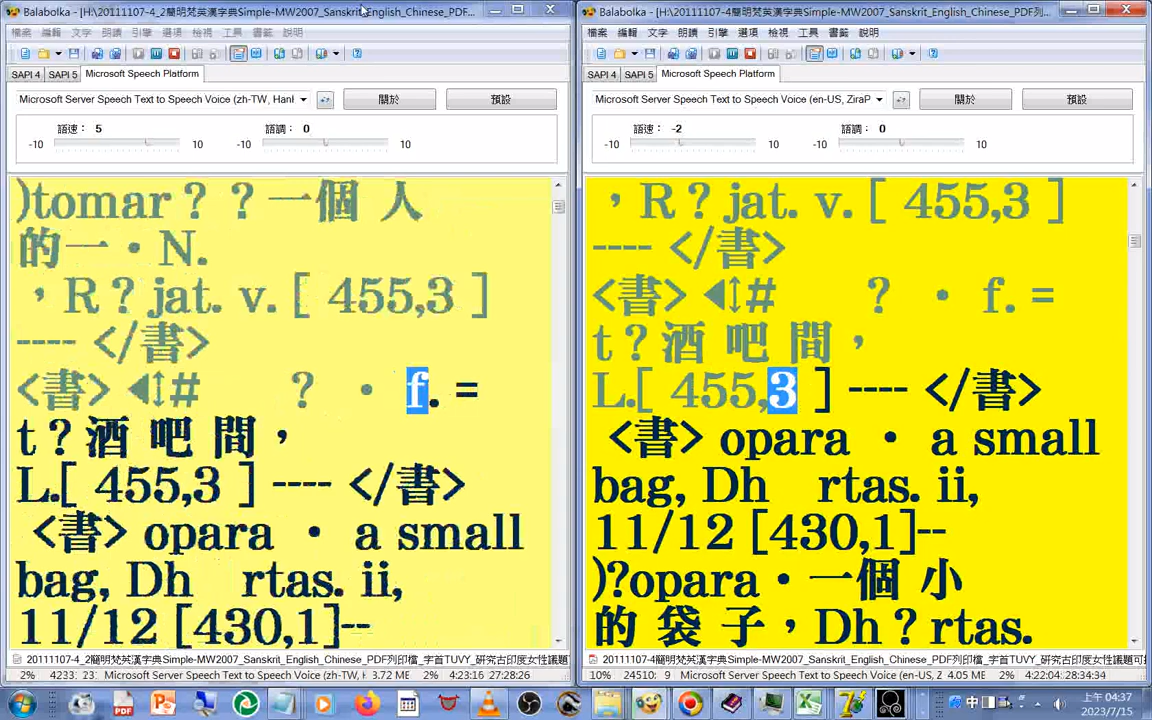 Balabolka - [H:\20111107-4_2簡明梵英漢字典Simple-MW2007_Sanskrit_English_Chinese_PDF...
檔案 編輯 文字 朗讀 引擎 選項 檢視 工具 書籤 說明
SAPI 4 SAPI 5 Microsoft Speech Platform
Microsoft Server Speech Text to Speech Voice (zh-TW, HanH 關於 預設
語速： 5 語調： 0
-10 10 -10 10
)tomar？？一個 人
的一・N.
，R？jat. v. [ 455,3 ]
---- </書>
<書> ◀↕# ？ ・ f. =
t？酒 吧 間，
L.[ 455,3 ] ---- </書>
<書> opara ・ a small
bag, Dh rtas. ii,
11/12 [430,1]--
20111107-4_2簡明梵英漢字典Simple-MW2007_Sanskrit_English_Chinese_PDF列印檔_字首TUVY_研究古印度女性議題
2% 4233: 23: Microsoft Server Speech Text to Speech Voice (zh-TW, H 3.72 MB 2% 4:23:16 27:28:26
Balabolka - [H:\20111107-4簡明梵英漢字典Simple-MW2007_Sanskrit_English_Chinese_PDF列...
檔案 編輯 文字 朗讀 引擎 選項 檢視 工具 書籤 說明
SAPI 4 SAPI 5 Microsoft Speech Platform
Microsoft Server Speech Text to Speech Voice (en-US, ZiraP 關於 預設
語速： -2 語調： 0
-10 10 -10 10
，R？jat. v. [ 455,3 ]
---- </書>
<書> ◀↕# ？ ・ f. =
t？酒 吧 間，
L.[ 455,3 ] ---- </書>
<書> opara ・ a small
bag, Dh rtas. ii,
11/12 [430,1]--
)?opara・一個 小
的 袋 子，Dh？rtas.
20111107-4簡明梵英漢字典Simple-MW2007_Sanskrit_English_Chinese_PDF列印檔_字首TUVY_研究古印度女性議題可
10% 24510: 9 Microsoft Server Speech Text to Speech Voice (en-US, Z 4.05 MB 2% 4:22:04:28:34:34
中
上午 04:37
2023/7/15